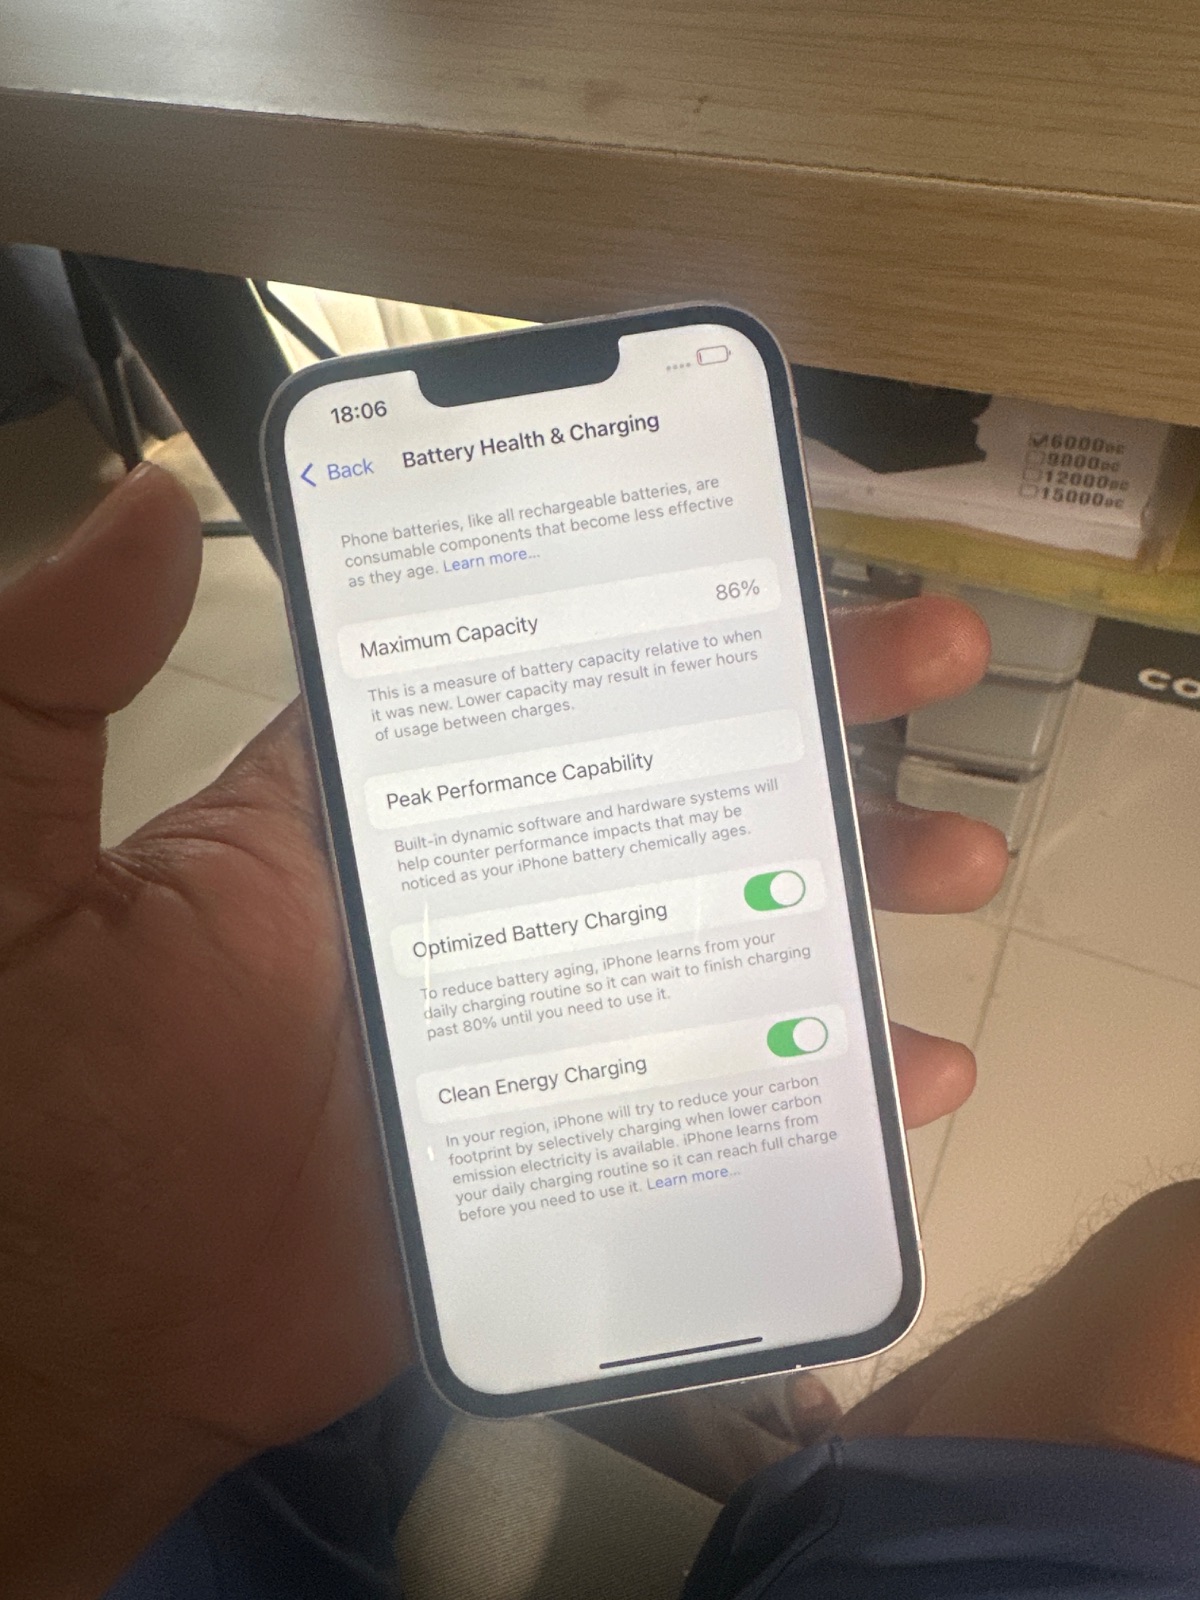 18:06
Back
Battery Health & Charging
Phone batteries, like all rechargeable batteries, are
consumable components that become less effective
as they age. Learn more...
Maximum Capacity 86%
This is a measure of battery capacity relative to when
it was new. Lower capacity may result in fewer hours
of usage between charges.
Peak Performance Capability
Built-in dynamic software and hardware systems will
help counter performance impacts that may be
noticed as your iPhone battery chemically ages.
Optimized Battery Charging
To reduce battery aging, iPhone learns from your
daily charging routine so it can wait to finish charging
past 80% until you need to use it.
Clean Energy Charging
In your region, iPhone will try to reduce your carbon
footprint by selectively charging when lower carbon
emission electricity is available. iPhone learns from
your daily charging routine so it can reach full charge
before you need to use it. Learn more...
6000pc
9000pc
12000pc
15000pc